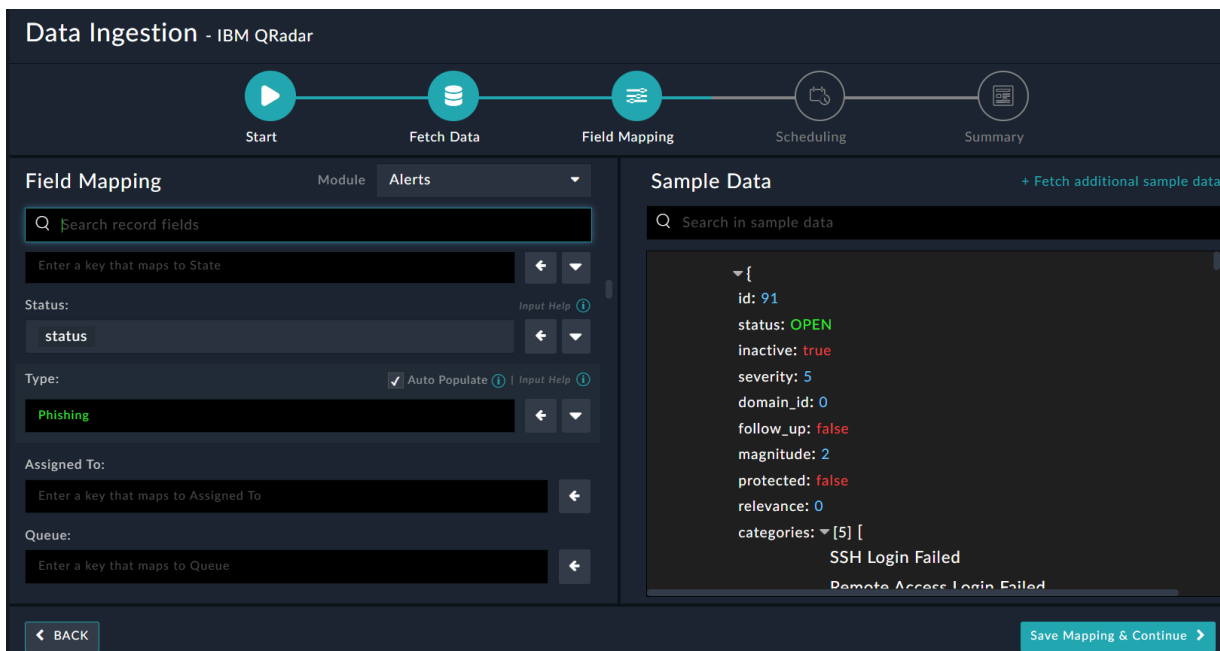 Data Ingestion - IBM QRadar
Start
Fetch Data
Field Mapping
Scheduling
Summary
Field Mapping
Module
Alerts
Search record fields
Enter a key that maps to State
Status:
Input Help
status
Type:
Auto Populate | Input Help
Phishing
Assigned To:
Enter a key that maps to Assigned To
Queue:
Enter a key that maps to Queue
Sample Data
+ Fetch additional sample data
Search in sample data
{
id: 91
status: OPEN
inactive: true
severity: 5
domain_id: 0
follow_up: false
magnitude: 2
protected: false
relevance: 0
categories: [5] [
SSH Login Failed
Remote Access Login Failed
BACK
Save Mapping & Continue